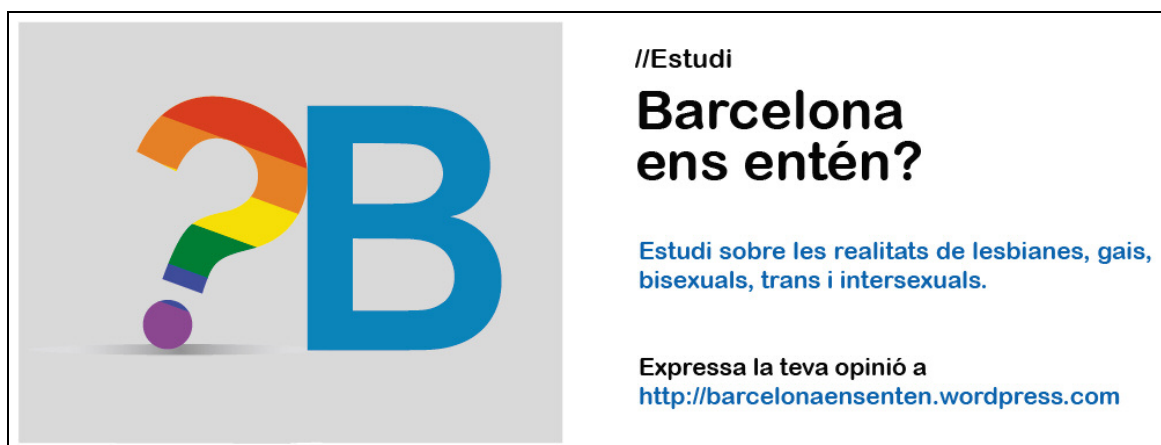 ?B
//Estudi
Barcelona
ens entén?
Estudi sobre les realitats de lesbianes, gais,
bisexuals, trans i intersexuals.
Expressa la teva opinió a
http://barcelonaensenten.wordpress.com